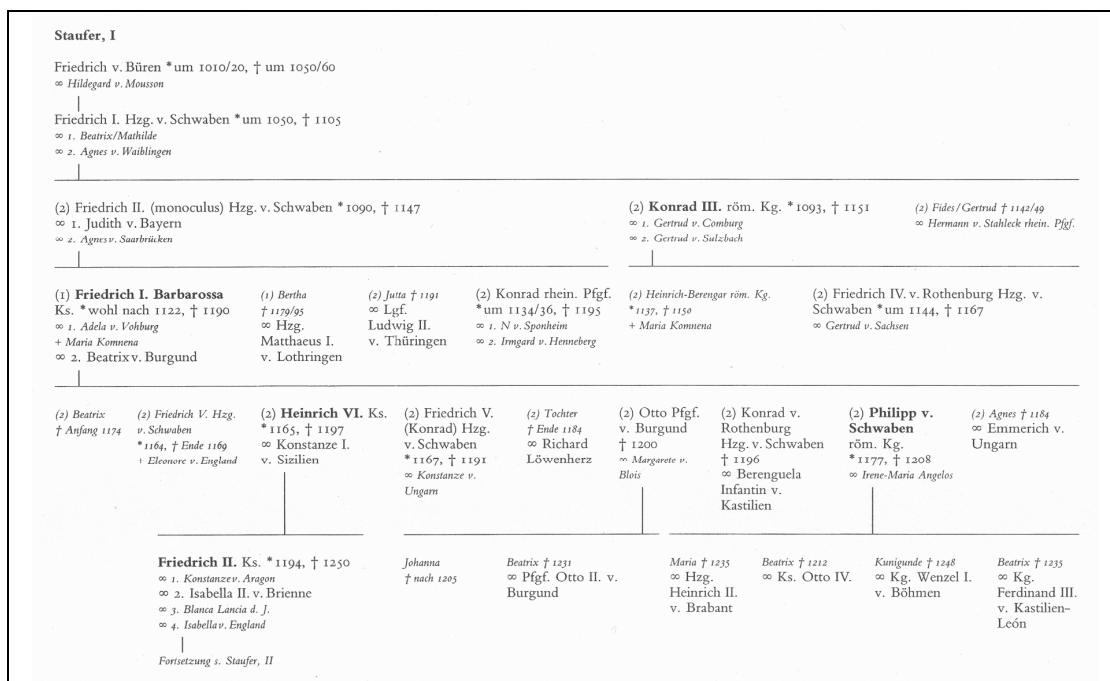 Staufer, I
Friedrich v. Büren *um 1010/20, † um 1050/60
∞ Hildegard v. Mousson
Friedrich I. Hzg. v. Schwaben *um 1050, † 1105
∞ 1. Beatrix/Mathilde
∞ 2. Agnes v. Waiblingen
(2) Friedrich II. (monoculus) Hzg. v. Schwaben *1090, † 1147
∞ 1. Judith v. Bayern
∞ 2. Agnes v. Saarbrücken
(2) Konrad III. röm. Kg. *1093, † 1151
∞ 1. Gertrud v. Comburg
∞ 2. Gertrud v. Sulzbach
(2) Fides/Gertrud † 1142/49
∞ Hermann v. Stahleck rhein. Pfgf.
(1) Friedrich I. Barbarossa
Ks. *wohl nach 1122, † 1190
∞ 1. Adela v. Vohburg
+ Maria Komnena
∞ 2. Beatrix v. Burgund
(1) Bertha
† 1179/95
∞ Hzg.
Matthaeus I.
v. Lothringen
(2) Jutta † 1191
∞ Lgf.
Ludwig II.
v. Thüringen
(2) Konrad rhein. Pfgf.
*um 1134/36, † 1195
∞ 1. N v. Sponheim
∞ 2. Irmgard v. Henneberg
(2) Heinrich-Berengar röm. Kg.
*1137, † 1150
+ Maria Komnena
(2) Friedrich IV. v. Rothenburg Hzg. v.
Schwaben *um 1144, † 1167
∞ Gertrud v. Sachsen
(2) Beatrix
† Anfang 1174
(2) Friedrich V. Hzg.
v. Schwaben
*1164, † Ende 1169
+ Eleonore v. England
(2) Heinrich VI. Ks.
*1165, † 1197
∞ Konstanze I.
v. Sizilien
(2) Friedrich V.
(Konrad) Hzg.
v. Schwaben
*1167, † 1191
∞ Konstanze v.
Ungarn
(2) Tochter
† Ende 1184
∞ Richard
Löwenherz
(2) Otto Pfgf.
v. Burgund
† 1200
∞ Margarete v.
Blois
(2) Konrad v.
Rothenburg
Hzg. v. Schwaben
† 1196
∞ Berenguela
Infantin v.
Kastilien
(2) Philipp v.
Schwaben
röm. Kg.
*1177, † 1208
∞ Irene-Maria Angelos
(2) Agnes † 1184
∞ Emmerich v.
Ungarn
Friedrich II. Ks. *1194, † 1250
∞ 1. Konstanze v. Aragon
∞ 2. Isabella II. v. Brienne
∞ 3. Blanca Lancia d. J.
∞ 4. Isabella v. England
Fortsetzung s. Staufer, II
Johanna
† nach 1205
Beatrix † 1231
∞ Pfgf. Otto II. v.
Burgund
Maria † 1235
∞ Hzg.
Heinrich II.
v. Brabant
Beatrix † 1212
∞ Ks. Otto IV.
Kunigunde † 1248
∞ Kg. Wenzel I.
v. Böhmen
Beatrix † 1235
∞ Kg.
Ferdinand III.
v. Kastilien-
León